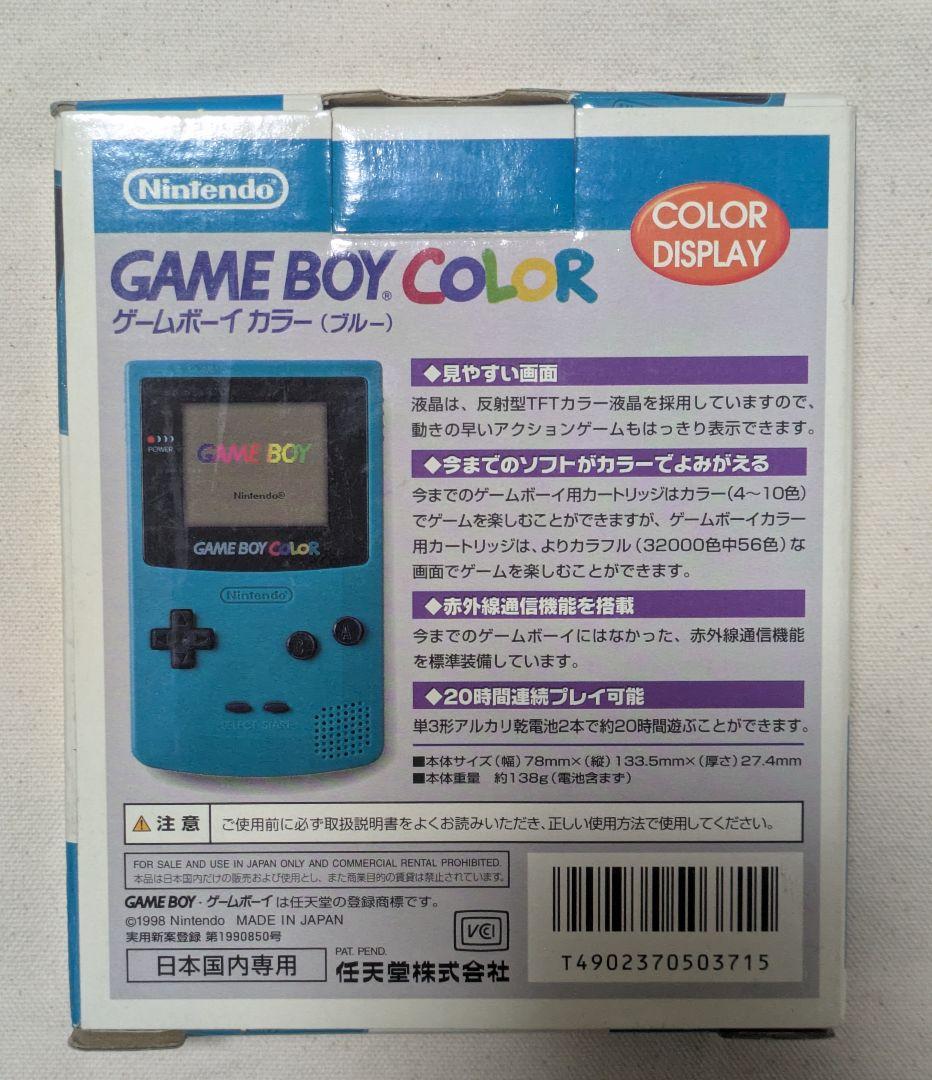 Nintendo
COLOR
DISPLAY
GAME BOY® COLOR
ゲームボーイ カラー（ブルー）
POWER
GAME BOY
Nintendo®
GAME BOY COLOR
Nintendo
B
A
SELECT START
◆見やすい画面
液晶は、反射型TFTカラー液晶を採用していますので、
動きの早いアクションゲームもはっきり表示できます。
◆今までのソフトがカラーでよみがえる
今までのゲームボーイ用カートリッジはカラー（4〜10色）
でゲームを楽しむことができますが、ゲームボーイカラー
用カートリッジは、よりカラフル（32000色中56色）な
画面でゲームを楽しむことができます。
◆赤外線通信機能を搭載
今までのゲームボーイにはなかった、赤外線通信機能
を標準装備しています。
◆20時間連続プレイ可能
単3形アルカリ乾電池2本で約20時間遊ぶことができます。
■本体サイズ（幅）78mm×（縦）133.5mm×（厚さ）27.4mm
■本体重量 約138g（電池含まず）
注意 ご使用前に必ず取扱説明書をよくお読みいただき、正しい使用方法で使用してください。
FOR SALE AND USE IN JAPAN ONLY AND COMMERCIAL RENTAL PROHIBITED.
本品は日本国内だけの販売および使用とし、また商業目的の賃貸は禁止されています。
GAME BOY・ゲームボーイは任天堂の登録商標です。
©1998 Nintendo MADE IN JAPAN
実用新案登録 第1990850号
VCI
日本国内専用
PAT. PEND.
任天堂株式会社
T4902370503715